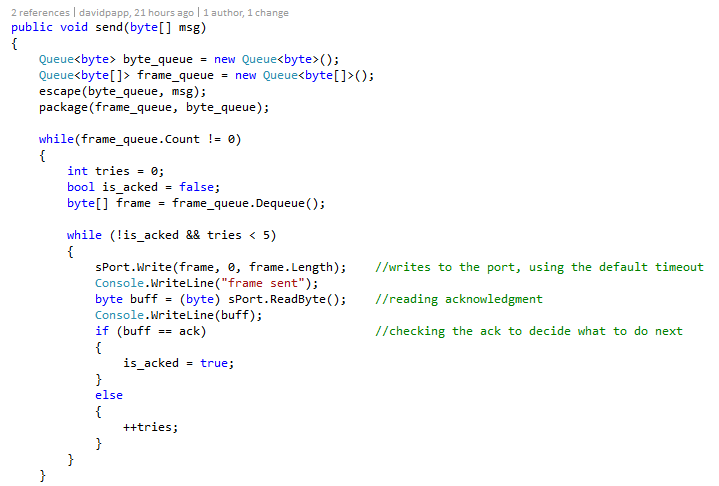 2 references | davidpapp, 21 hours ago | 1 author, 1 change
public void send(byte[] msg)
{
    Queue<byte> byte_queue = new Queue<byte>();
    Queue<byte[]> frame_queue = new Queue<byte[]>();
    escape(byte_queue, msg);
    package(frame_queue, byte_queue);

    while(frame_queue.Count != 0)
    {
        int tries = 0;
        bool is_acked = false;
        byte[] frame = frame_queue.Dequeue();

        while (!is_acked && tries < 5)
        {
            sPort.Write(frame, 0, frame.Length);    //writes to the port, using the default timeout
            Console.WriteLine("frame sent");
            byte buff = (byte) sPort.ReadByte();    //reading acknowledgment
            Console.WriteLine(buff);
            if (buff == ack)                        //checking the ack to decide what to do next
            {
                is_acked = true;
            }
            else
            {
                ++tries;
            }
        }
    }